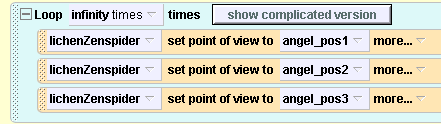 Loop infinity times times show complicated version
lichenZenspider set point of view to angel_pos1 more...
lichenZenspider set point of view to angel_pos2 more...
lichenZenspider set point of view to angel_pos3 more...